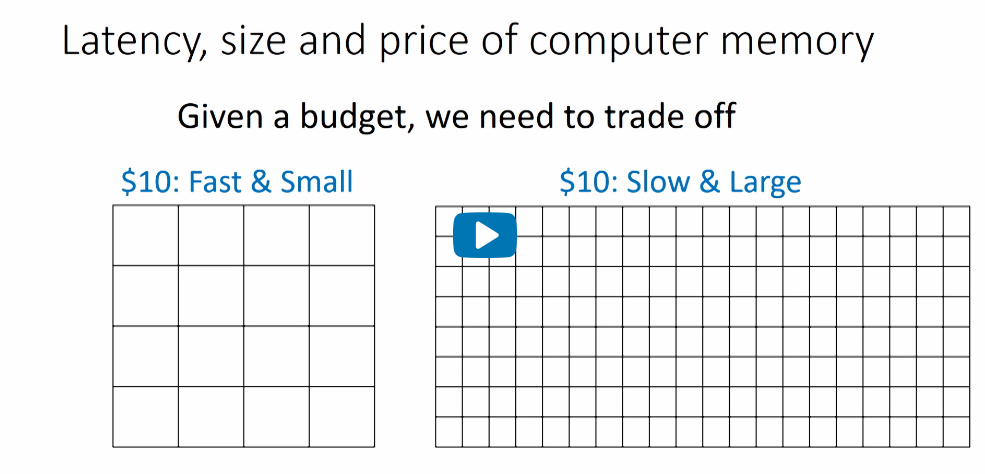 Latency, size and price of computer memory
Given a budget, we need to trade off
$10: Fast & Small
$10: Slow & Large